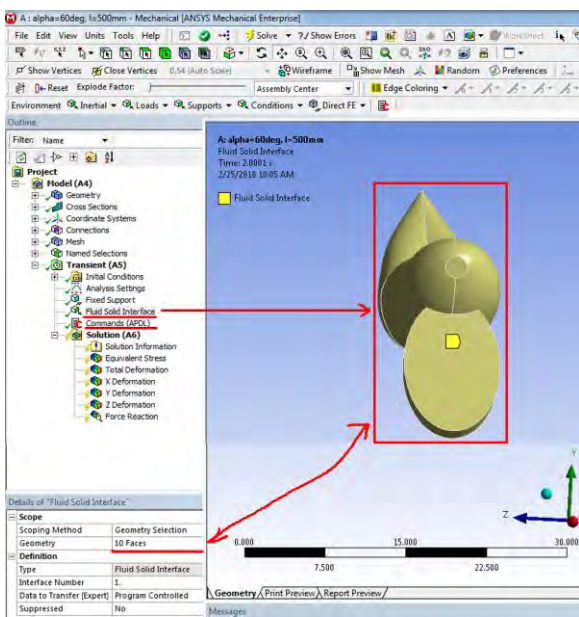 A : alpha=60deg, l=500mm - Mechanical [ANSYS Mechanical Enterprise]
File Edit View Units Tools Help Solve ?/ Show Errors Worksheet
Show Vertices Close Vertices 0.54 (Auto Scale) Wireframe Show Mesh Random Preferences
Reset Explode Factor: Assembly Center Edge Coloring
Environment Inertial Loads Supports Conditions Direct FE
Outline
Filter: Name
Project
Model (A4)
Geometry
Cross Sections
Coordinate Systems
Connections
Mesh
Named Selections
Transient (A5)
Initial Conditions
Analysis Settings
Fixed Support
Fluid Solid Interface
Commands (APDL)
Solution (A6)
Solution Information
Equivalent Stress
Total Deformation
X Deformation
Y Deformation
Z Deformation
Force Reaction
A: alpha=60deg, l=500mm
Fluid Solid Interface
Time: 2.0001 s
2/25/2018 10:05 AM
Fluid Solid Interface
Y
Z
0.000 15.000 30.000
7.500 22.500
Details of "Fluid Solid Interface"
Scope
Scoping Method Geometry Selection
Geometry 10 Faces
Definition
Type Fluid Solid Interface
Interface Number 1.
Data to Transfer [Expert] Program Controlled
Suppressed No
Geometry Print Preview Report Preview
Messages